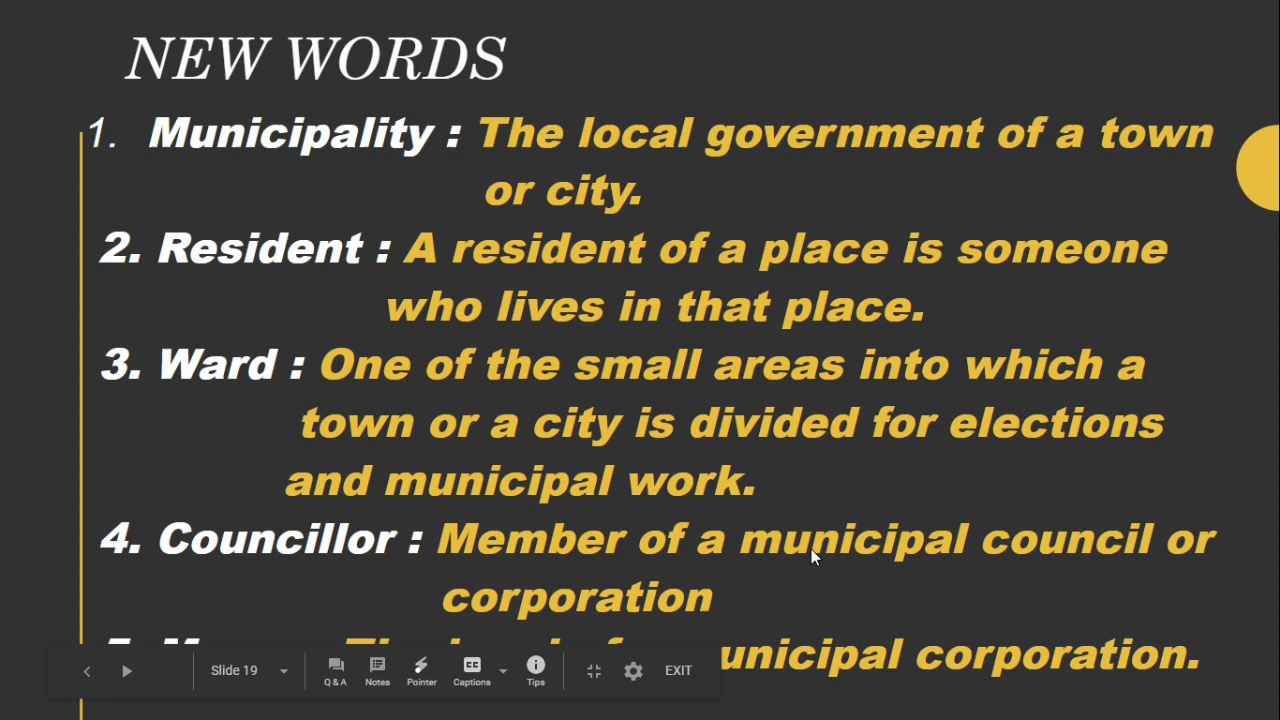 NEW WORDS
1. Municipality : The local government of a town
or city.
2. Resident : A resident of a place is someone
who lives in that place.
3. Ward : One of the small areas into which a
town or a city is divided for elections
and municipal work.
4. Councillor : Member of a municipal council or
corporation
5. municipal corporation.
Slide 19
Q & A
Notes
Pointer
Captions
Tips
EXIT